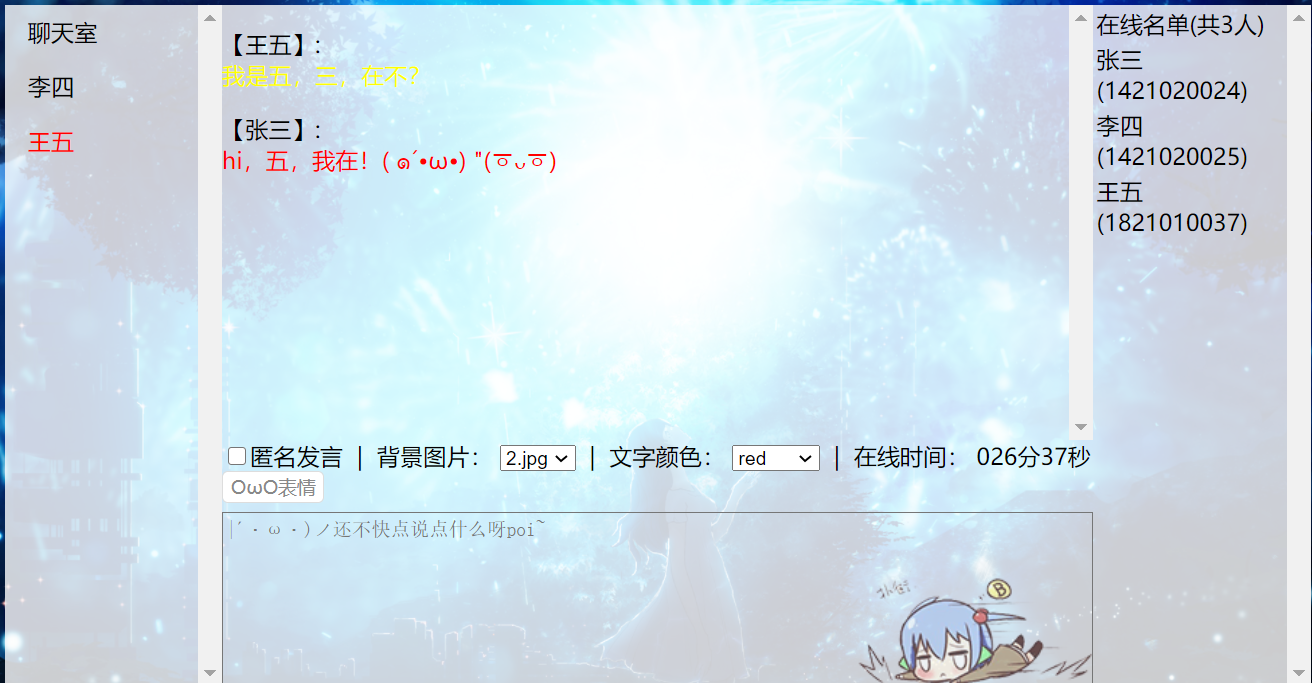 聊天室
李四
王五
【王五】:
我是五，三，在不?
【张三】:
hi，五，我在！( ๑´•ω•) "(ㆆᴗㆆ)
匿名发言 | 背景图片： 2.jpg | 文字颜色： red | 在线时间： 026分37秒
OωO表情
|´・ω・)ノ还不快点说点什么呀poi~
在线名单(共3人)
张三
(1421020024)
李四
(1421020025)
王五
(1821010037)
B